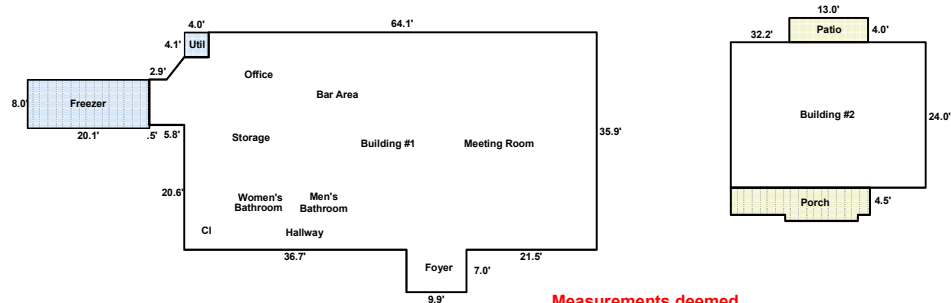 4.0'
64.1'
4.1'
Util
2.9'
Office
Bar Area
8.0'
Freezer
20.1'
.5'
5.8'
Storage
Building #1
Meeting Room
35.9'
20.6'
Women's
Bathroom
Men's
Bathroom
Cl
Hallway
36.7'
Foyer
7.0'
21.5'
9.9'
13.0'
32.2'
Patio
4.0'
Building #2
24.0'
Porch
4.5'
Measurements deemed